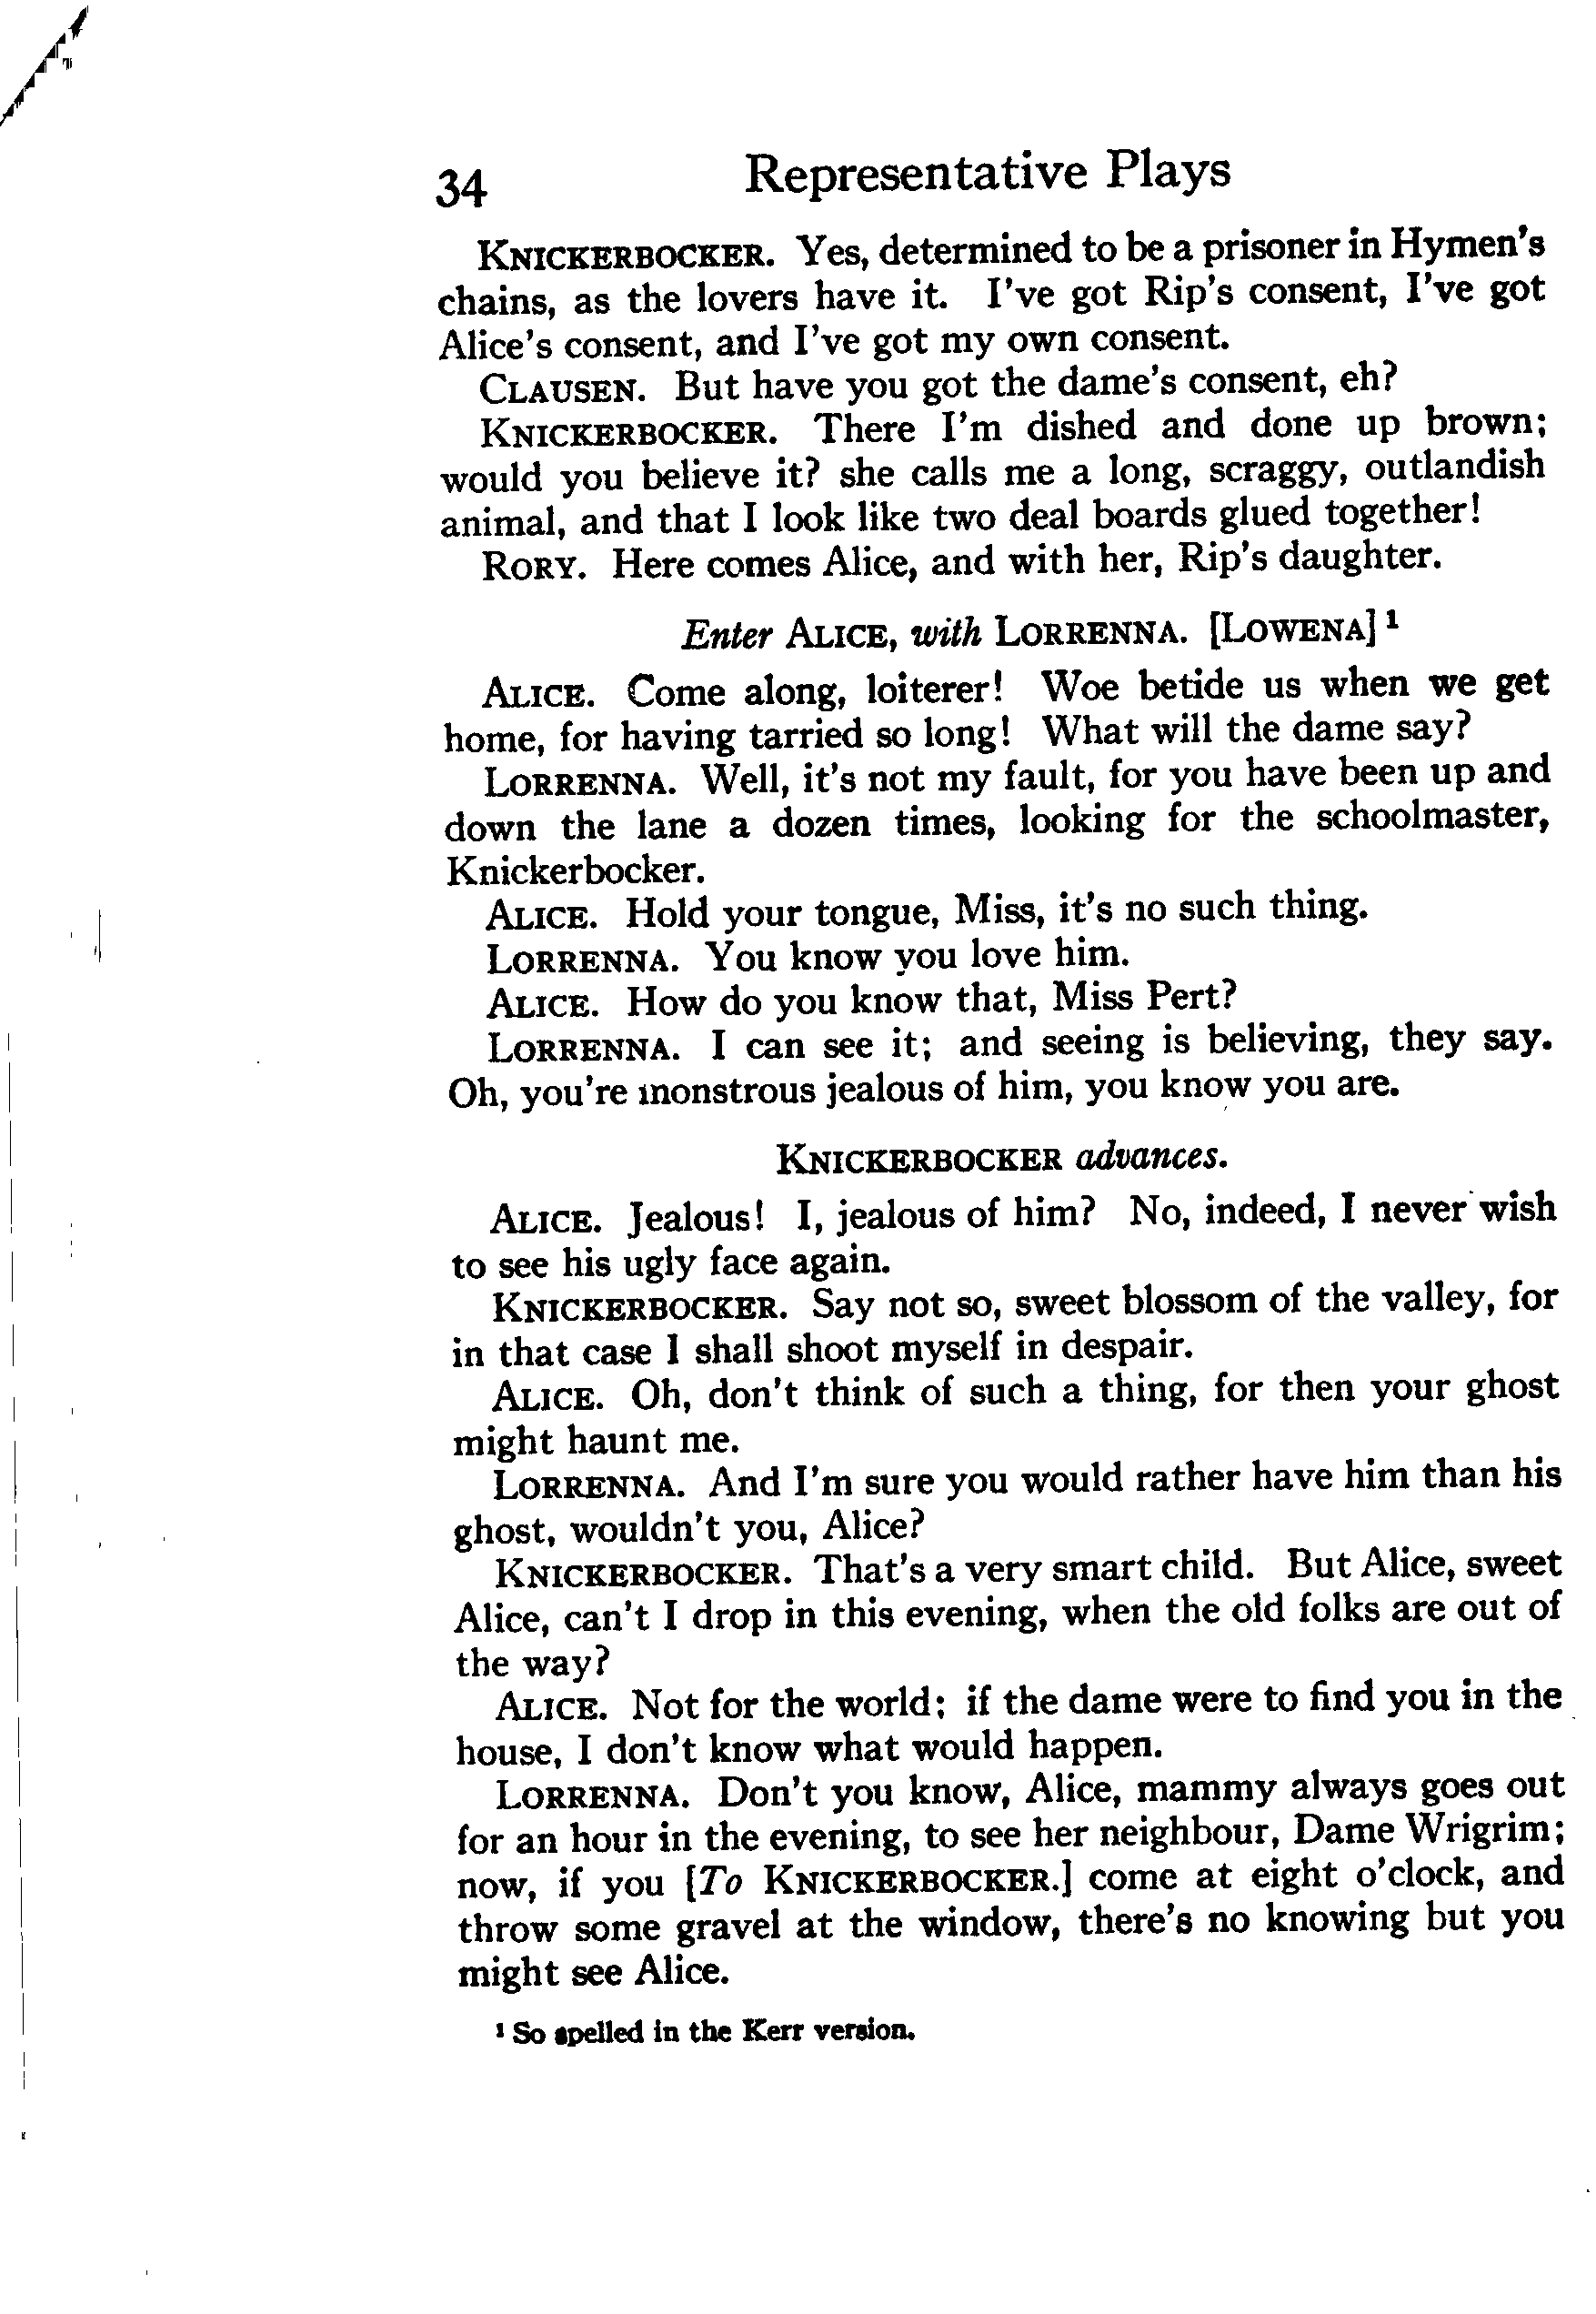 34 Representative Plays
KNICKERBOCKER. Yes, determined to be a prisoner in Hymen's
chains, as the lovers have it. I've got Rip's consent, I've got
Alice's consent, and I've got my own consent.
CLAUSEN. But have you got the dame's consent, eh?
KNICKERBOCKER. There I'm dished and done up brown;
would you believe it? she calls me a long, scraggy, outlandish
animal, and that I look like two deal boards glued together!
RORY. Here comes Alice, and with her, Rip's daughter.
Enter ALICE, with LORRENNA. [LOWENA] ¹
ALICE. Come along, loiterer! Woe betide us when we get
home, for having tarried so long! What will the dame say?
LORRENNA. Well, it's not my fault, for you have been up and
down the lane a dozen times, looking for the schoolmaster,
Knickerbocker.
ALICE. Hold your tongue, Miss, it's no such thing.
LORRENNA. You know you love him.
ALICE. How do you know that, Miss Pert?
LORRENNA. I can see it; and seeing is believing, they say.
Oh, you're monstrous jealous of him, you know you are.
KNICKERBOCKER advances.
ALICE. Jealous! I, jealous of him? No, indeed, I never wish
to see his ugly face again.
KNICKERBOCKER. Say not so, sweet blossom of the valley, for
in that case I shall shoot myself in despair.
ALICE. Oh, don't think of such a thing, for then your ghost
might haunt me.
LORRENNA. And I'm sure you would rather have him than his
ghost, wouldn't you, Alice?
KNICKERBOCKER. That's a very smart child. But Alice, sweet
Alice, can't I drop in this evening, when the old folks are out of
the way?
ALICE. Not for the world; if the dame were to find you in the
house, I don't know what would happen.
LORRENNA. Don't you know, Alice, mammy always goes out
for an hour in the evening, to see her neighbour, Dame Wrigrim;
now, if you [To KNICKERBOCKER.] come at eight o'clock, and
throw some gravel at the window, there's no knowing but you
might see Alice.
¹ So spelled in the Kerr version.